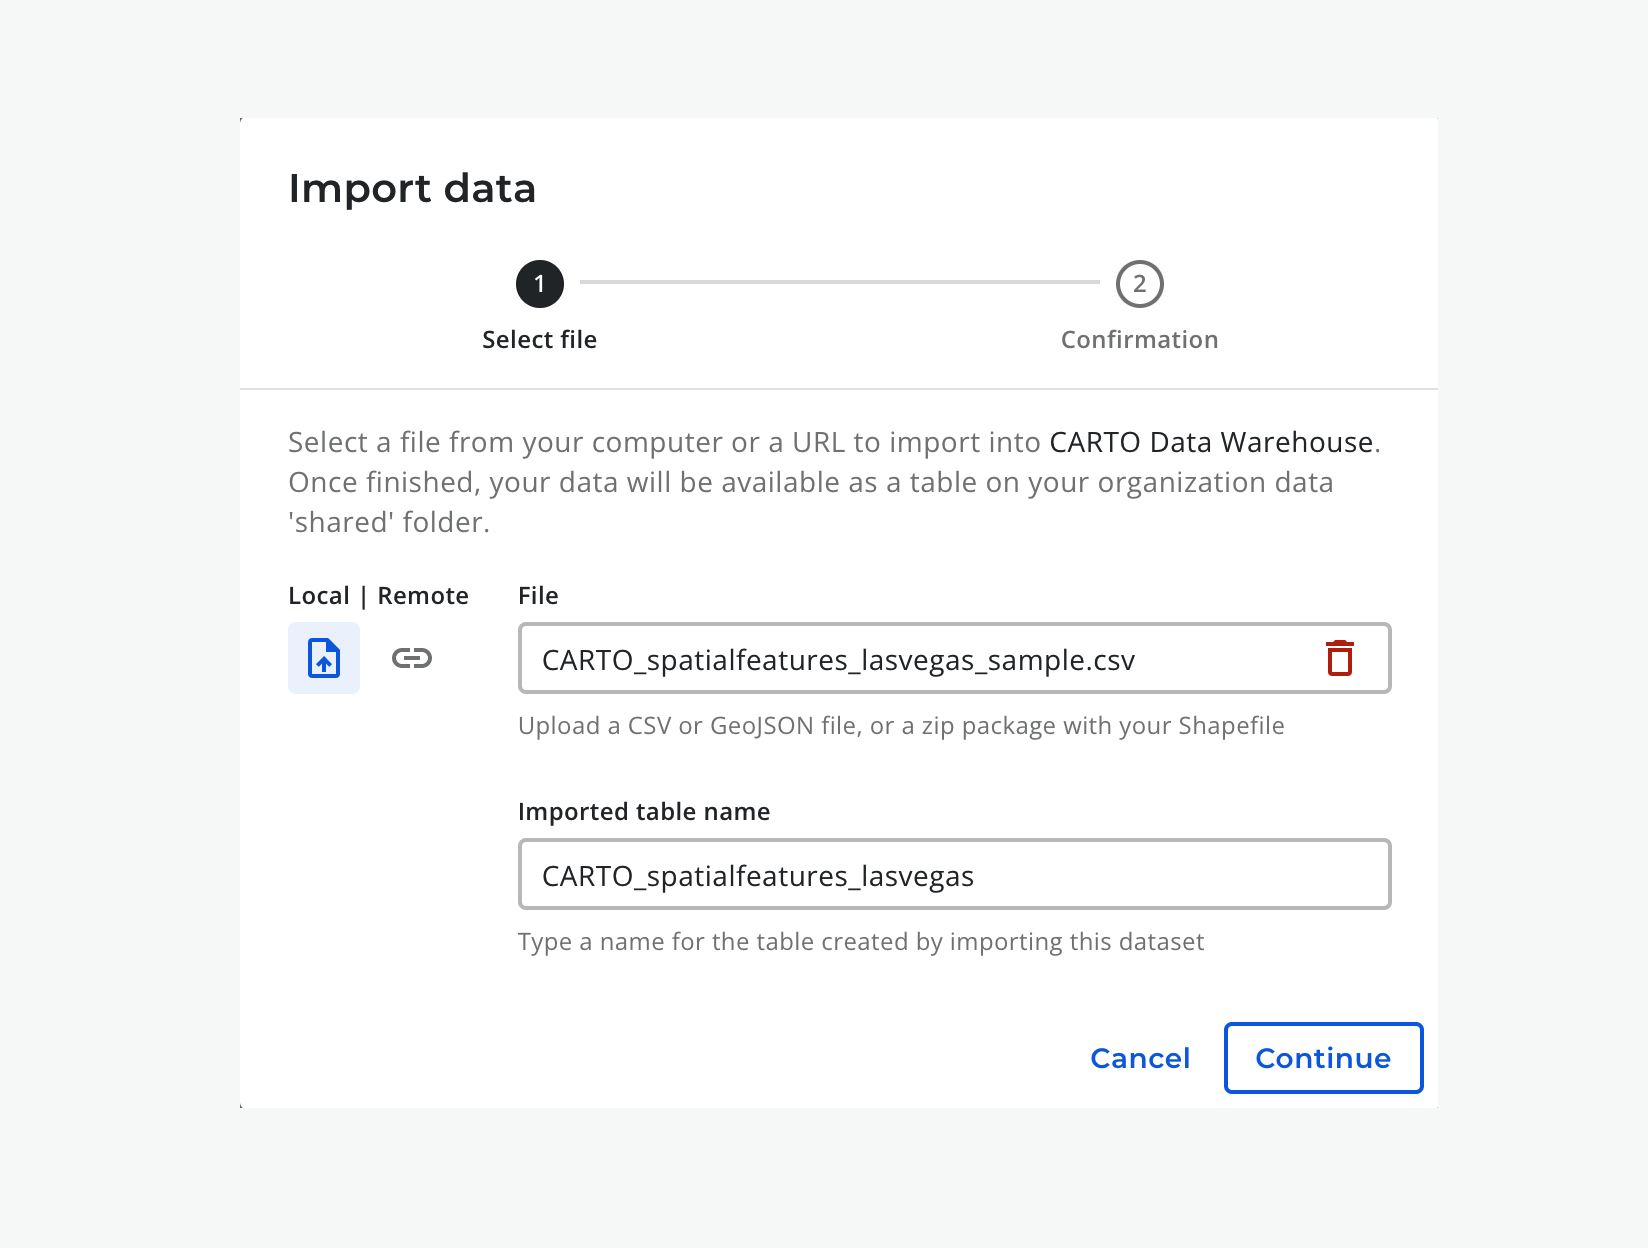 Import data
1
2
Select file
Confirmation
Select a file from your computer or a URL to import into CARTO Data Warehouse.
Once finished, your data will be available as a table on your organization data
'shared' folder.
Local | Remote
File
CARTO_spatialfeatures_lasvegas_sample.csv
Upload a CSV or GeoJSON file, or a zip package with your Shapefile
Imported table name
CARTO_spatialfeatures_lasvegas
Type a name for the table created by importing this dataset
Cancel
Continue